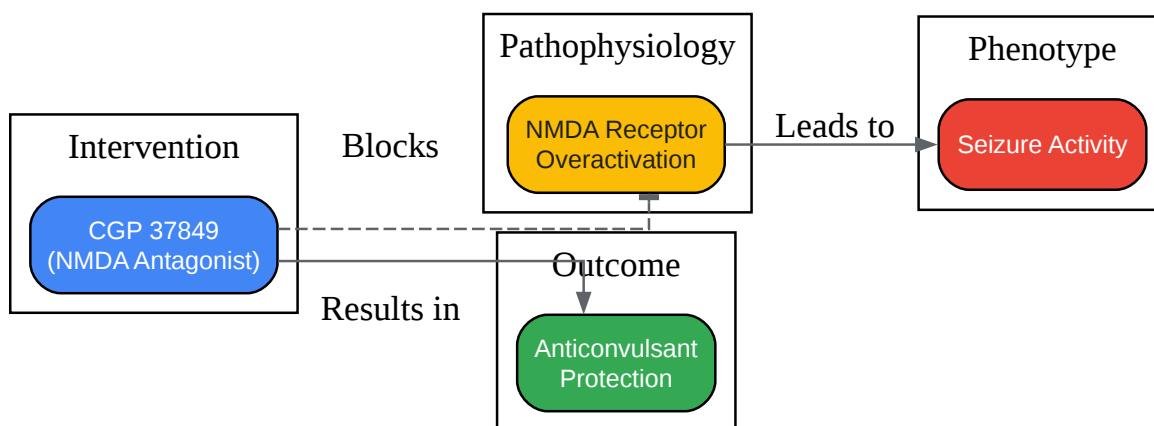 Pathophysiology
NMDA Receptor
Overactivation
Phenotype
Seizure Activity
Leads to
Intervention
CGP 37849
(NMDA Antagonist)
Blocks
Results in
Outcome
Anticonvulsant
Protection